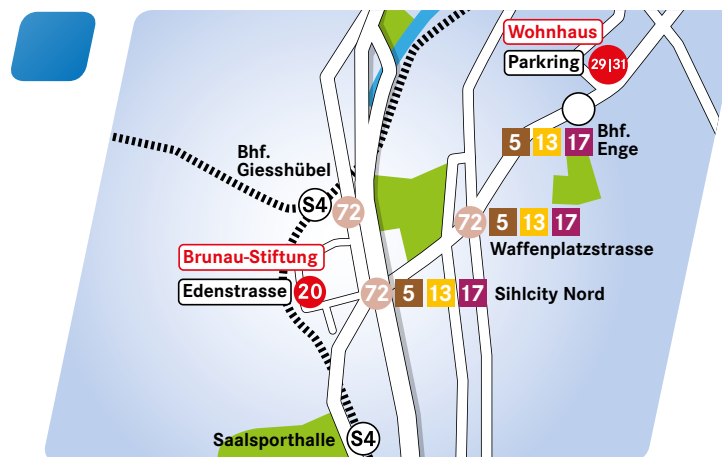 Wohnhaus
Parkring 29|31
5 13 17 Bhf.
Enge
Bhf.
Giesshübel
S4 72
72 5 13 17
Waffenplatzstrasse
Brunau-Stiftung
Edenstrasse 20
72 5 13 17 Sihlcity Nord
Saalsporthalle S4